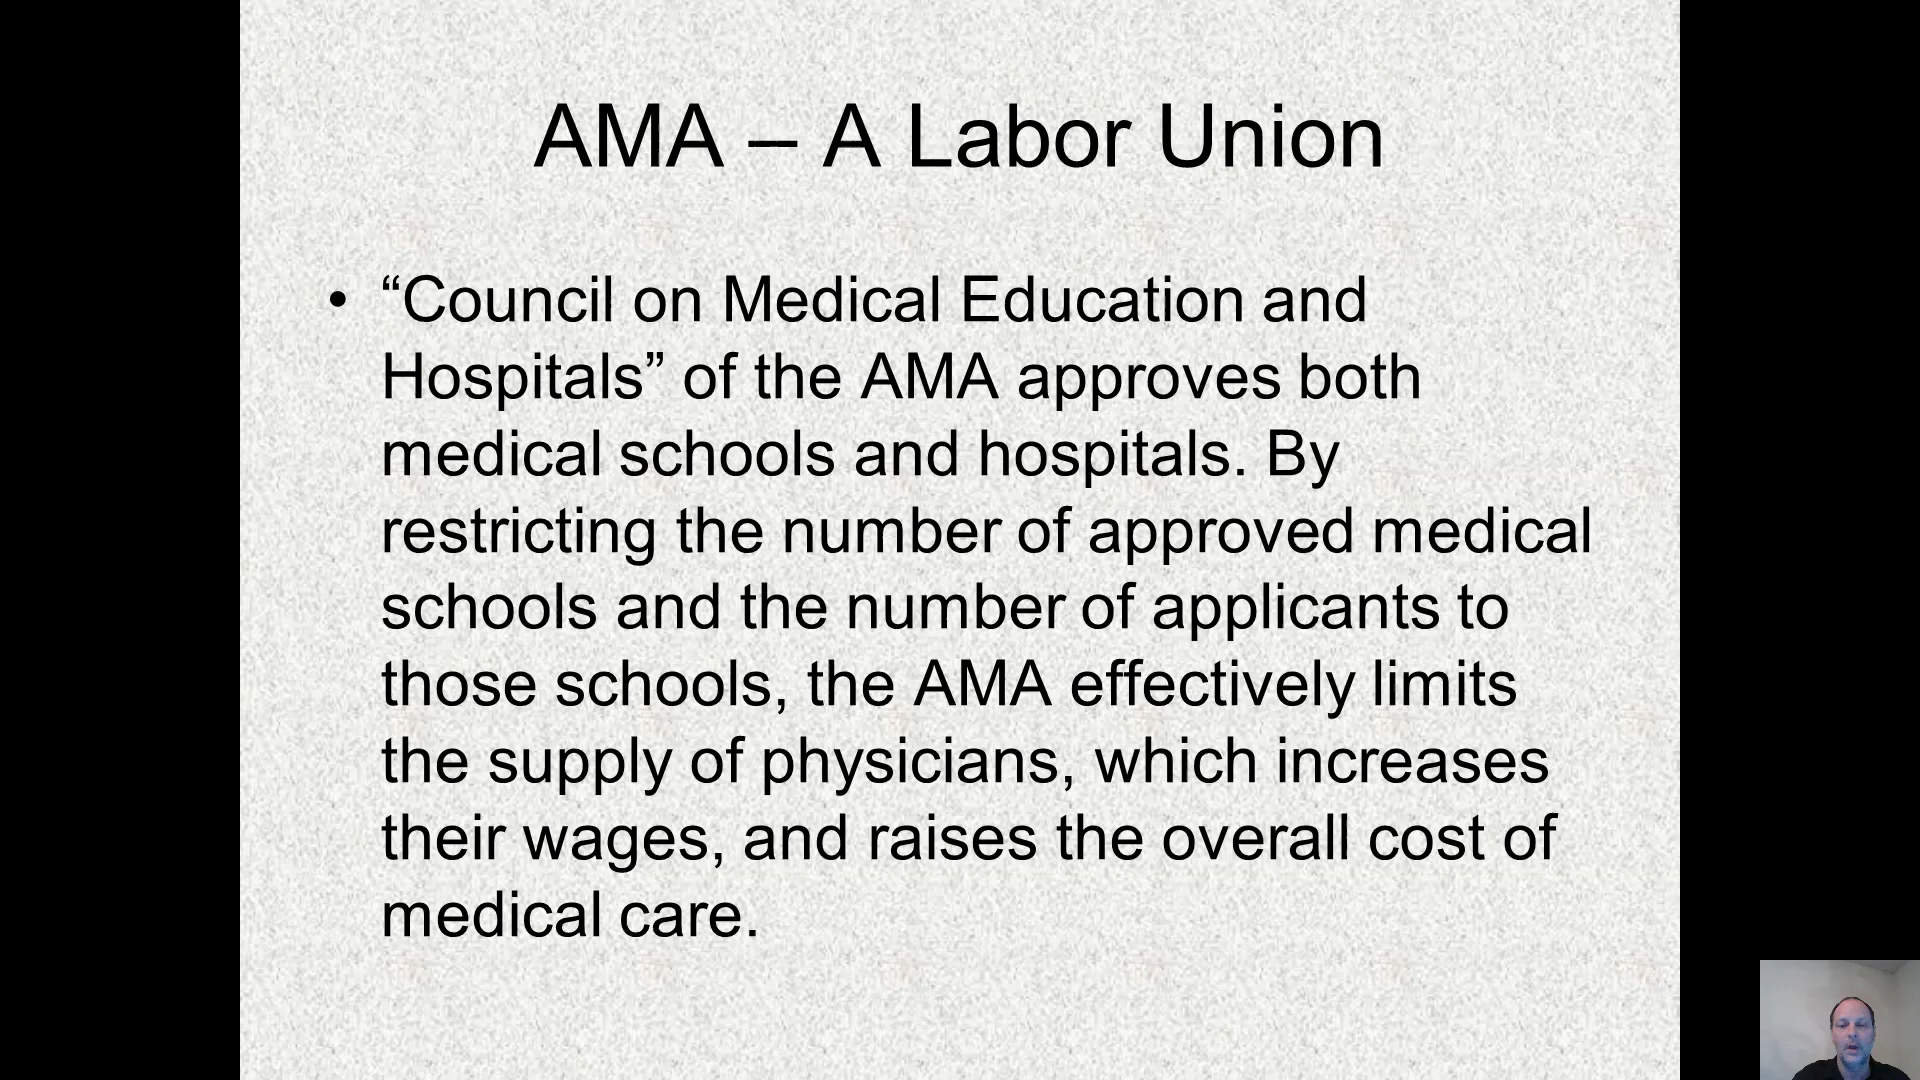 AMA – A Labor Union
• “Council on Medical Education and
Hospitals” of the AMA approves both
medical schools and hospitals. By
restricting the number of approved medical
schools and the number of applicants to
those schools, the AMA effectively limits
the supply of physicians, which increases
their wages, and raises the overall cost of
medical care.